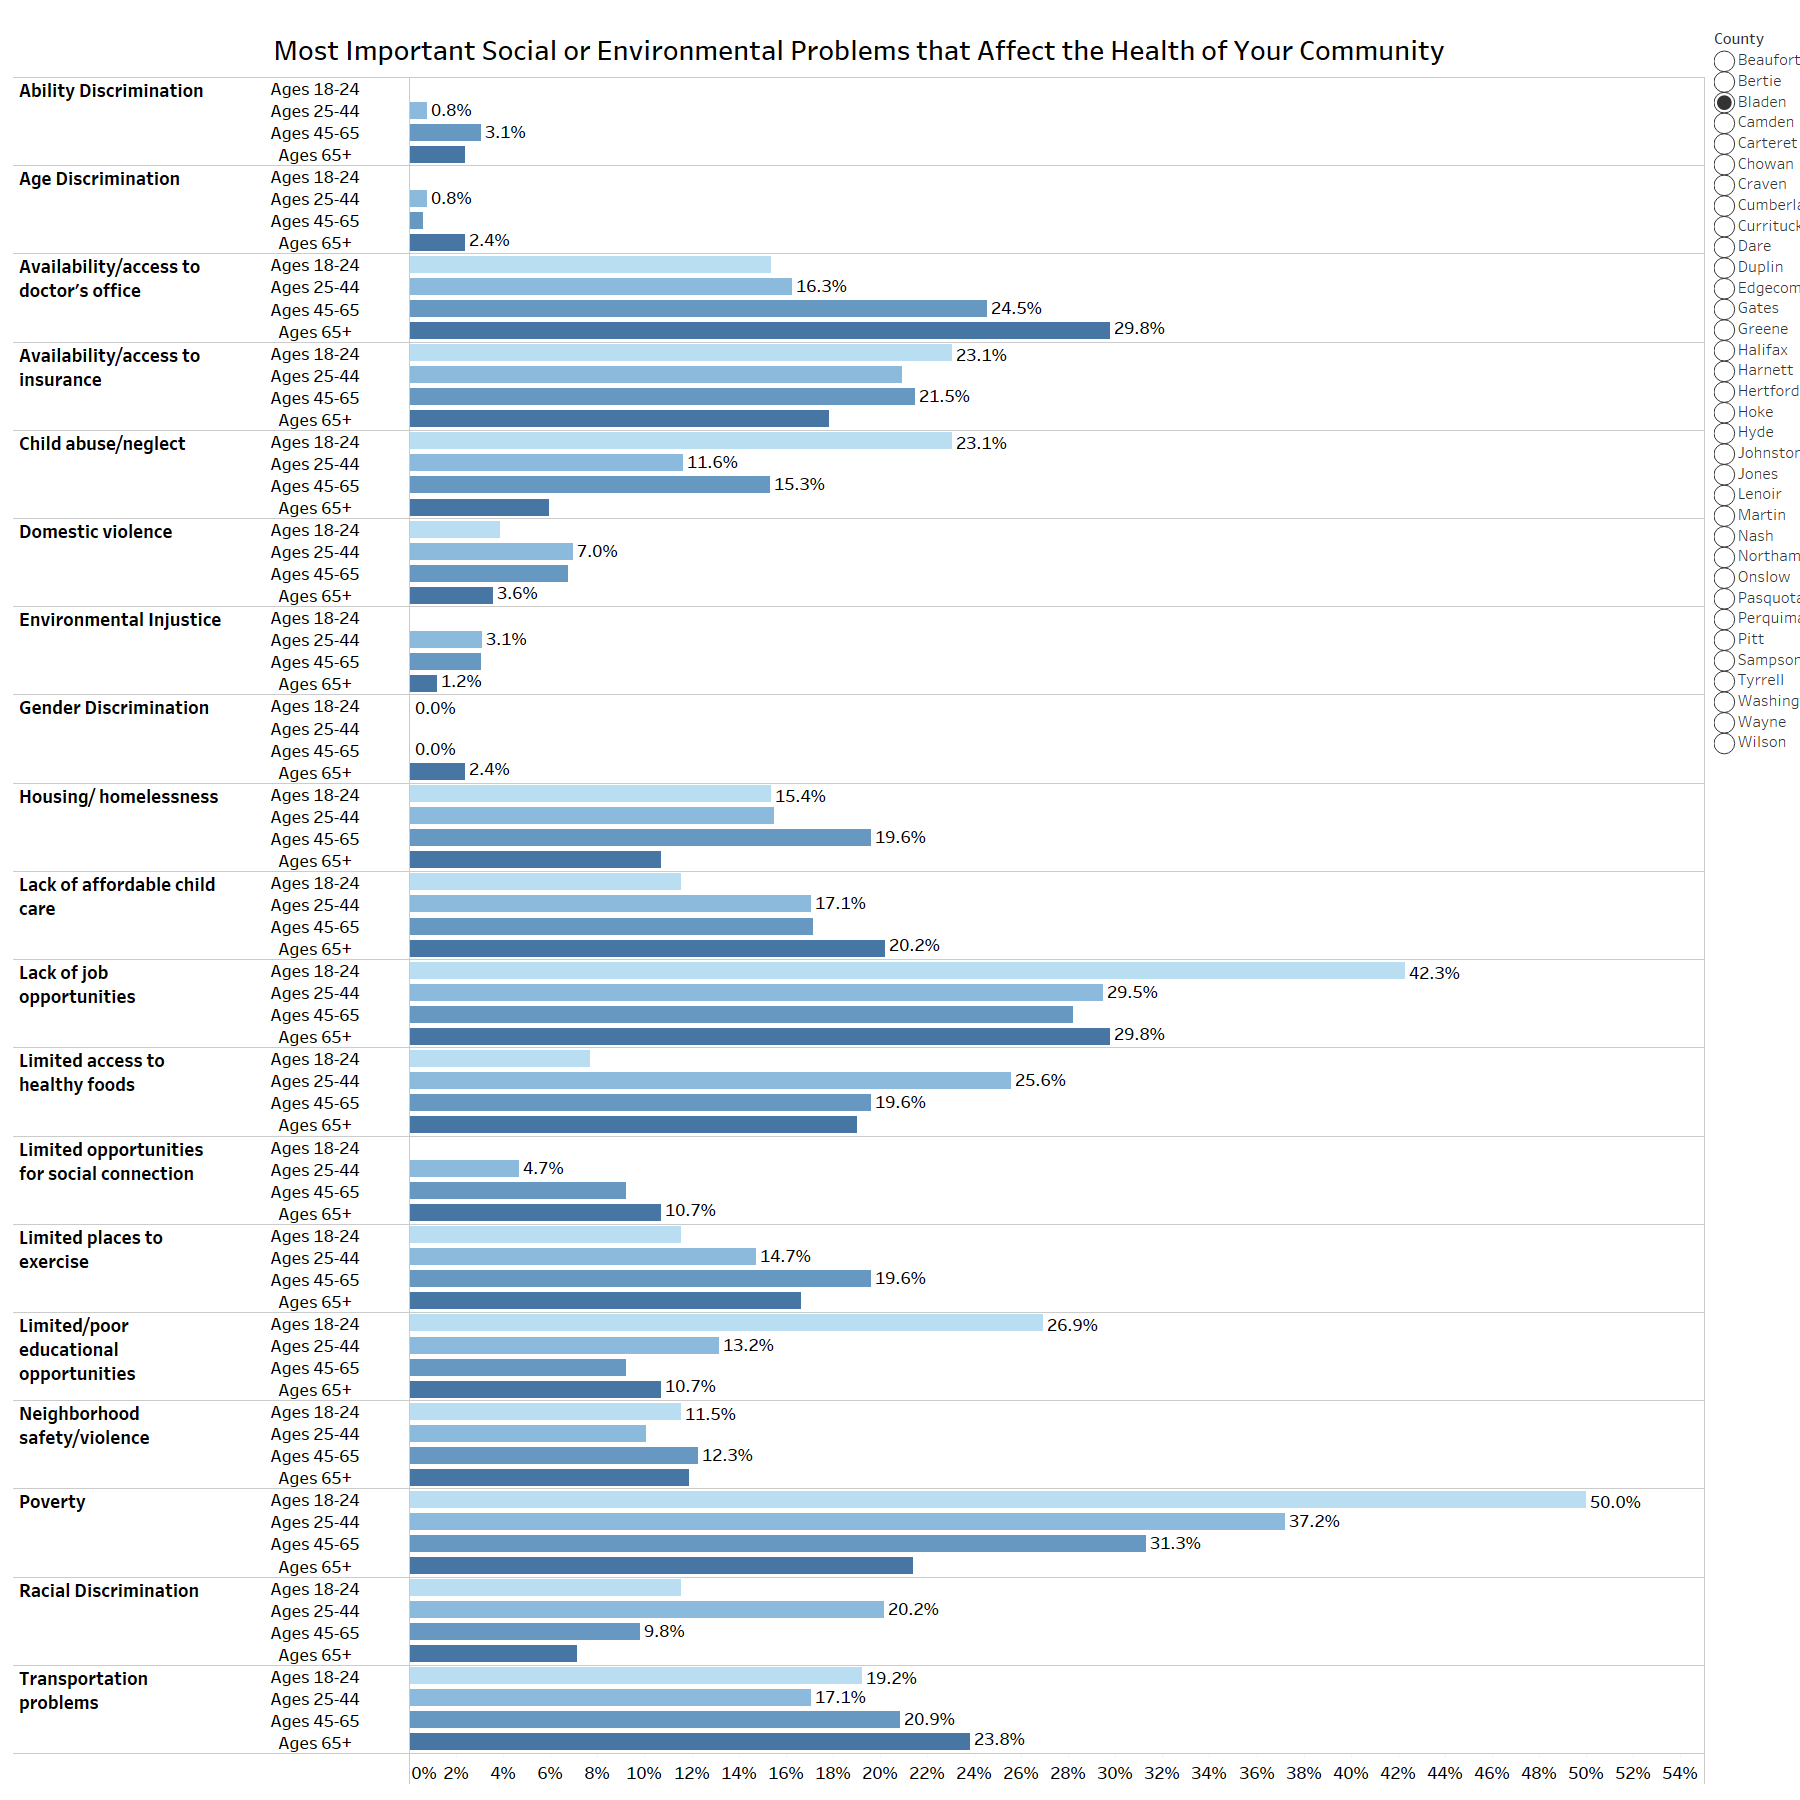 Most Important Social or Environmental Problems that Affect the Health of Your Community
Ability Discrimination
Ages 18-24
Ages 25-44 0.8%
Ages 45-65 3.1%
Ages 65+
Age Discrimination
Ages 18-24
Ages 25-44 0.8%
Ages 45-65
Ages 65+ 2.4%
Availability/access to
doctor's office
Ages 18-24
Ages 25-44 16.3%
Ages 45-65 24.5%
Ages 65+ 29.8%
Availability/access to
insurance
Ages 18-24 23.1%
Ages 25-44
Ages 45-65 21.5%
Ages 65+
Child abuse/neglect
Ages 18-24 23.1%
Ages 25-44 11.6%
Ages 45-65 15.3%
Ages 65+
Domestic violence
Ages 18-24
Ages 25-44 7.0%
Ages 45-65
Ages 65+ 3.6%
Environmental Injustice
Ages 18-24
Ages 25-44 3.1%
Ages 45-65
Ages 65+ 1.2%
Gender Discrimination
Ages 18-24 0.0%
Ages 25-44
Ages 45-65 0.0%
Ages 65+ 2.4%
Housing/ homelessness
Ages 18-24 15.4%
Ages 25-44
Ages 45-65 19.6%
Ages 65+
Lack of affordable child
care
Ages 18-24
Ages 25-44 17.1%
Ages 45-65
Ages 65+ 20.2%
Lack of job
opportunities
Ages 18-24 42.3%
Ages 25-44 29.5%
Ages 45-65
Ages 65+ 29.8%
Limited access to
healthy foods
Ages 18-24
Ages 25-44 25.6%
Ages 45-65 19.6%
Ages 65+
Limited opportunities
for social connection
Ages 18-24
Ages 25-44 4.7%
Ages 45-65
Ages 65+ 10.7%
Limited places to
exercise
Ages 18-24
Ages 25-44 14.7%
Ages 45-65 19.6%
Ages 65+
Limited/poor
educational
opportunities
Ages 18-24 26.9%
Ages 25-44 13.2%
Ages 45-65
Ages 65+ 10.7%
Neighborhood
safety/violence
Ages 18-24 11.5%
Ages 25-44
Ages 45-65 12.3%
Ages 65+
Poverty
Ages 18-24 50.0%
Ages 25-44 37.2%
Ages 45-65 31.3%
Ages 65+
Racial Discrimination
Ages 18-24
Ages 25-44 20.2%
Ages 45-65 9.8%
Ages 65+
Transportation
problems
Ages 18-24 19.2%
Ages 25-44 17.1%
Ages 45-65 20.9%
Ages 65+ 23.8%
0% 2% 4% 6% 8% 10% 12% 14% 16% 18% 20% 22% 24% 26% 28% 30% 32% 34% 36% 38% 40% 42% 44% 46% 48% 50% 52% 54%
County
Beaufort
Bertie
Bladen
Camden
Carteret
Chowan
Craven
Cumberla
Currituck
Dare
Duplin
Edgecom
Gates
Greene
Halifax
Harnett
Hertford
Hoke
Hyde
Johnston
Jones
Lenoir
Martin
Nash
Northam
Onslow
Pasquota
Perquima
Pitt
Sampson
Tyrrell
Washing
Wayne
Wilson